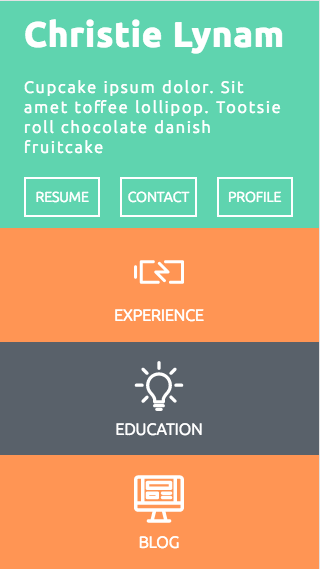 Christie Lynam
Cupcake ipsum dolor. Sit
amet toffee lollipop. Tootsie
roll chocolate danish
fruitcake
RESUME CONTACT PROFILE
EXPERIENCE
EDUCATION
BLOG